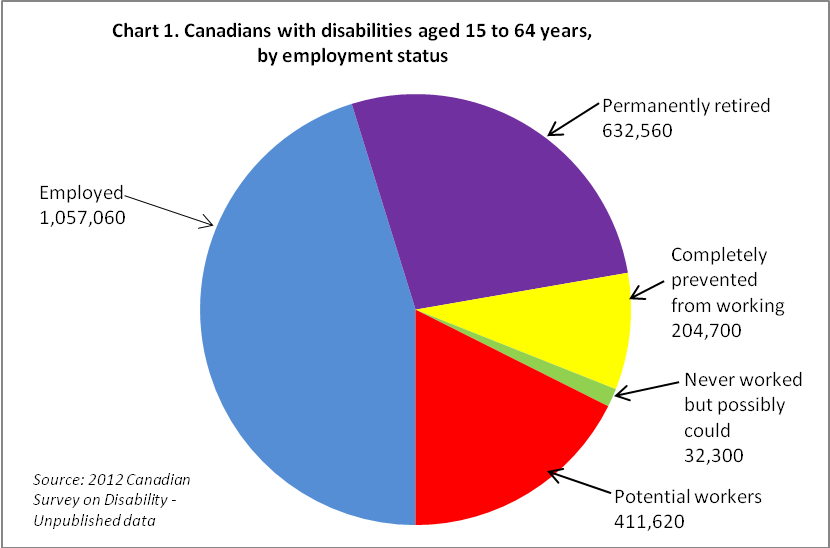 Chart 1. Canadians with disabilities aged 15 to 64 years,
by employment status
Permanently retired
632,560
Employed
1,057,060
Completely
prevented
from working
204,700
Never worked
but possibly
could
32,300
Potential workers
411,620
Source: 2012 Canadian
Survey on Disability -
Unpublished data